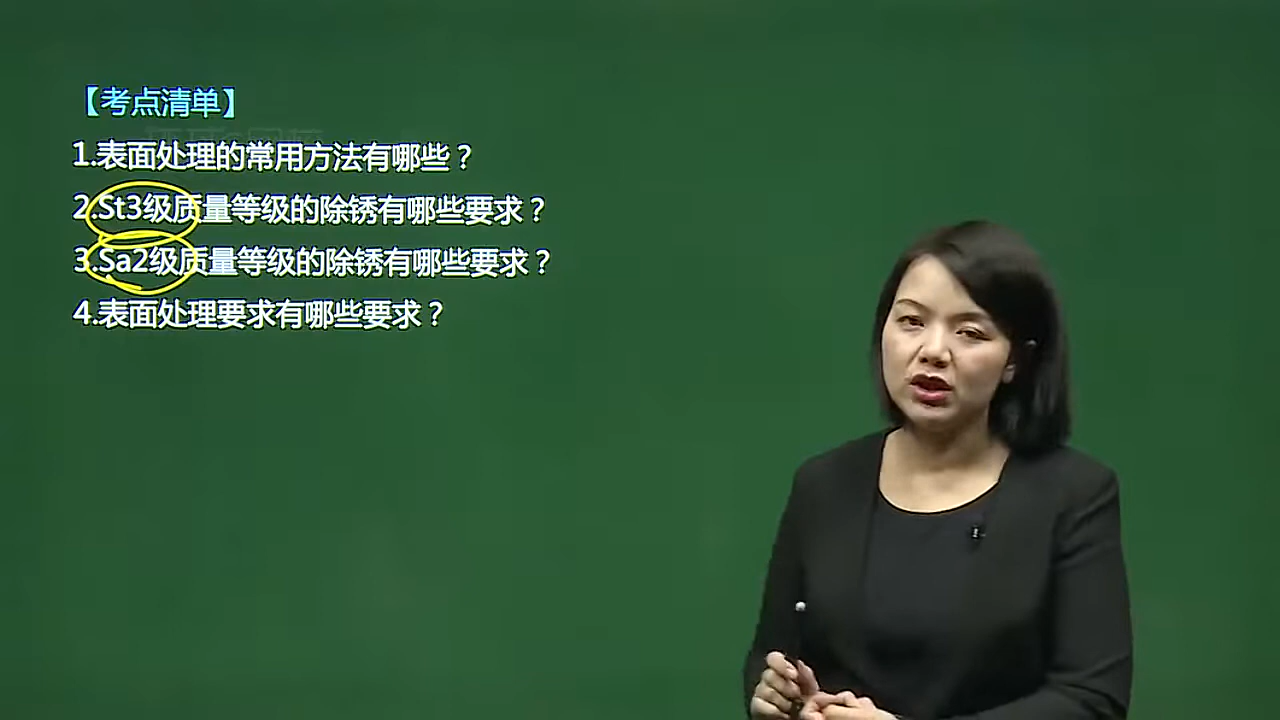 【考点清单】
1.表面处理的常用方法有哪些？
2.St3级质量等级的除锈有哪些要求？
3.Sa2级质量等级的除锈有哪些要求？
4.表面处理要求有哪些要求？